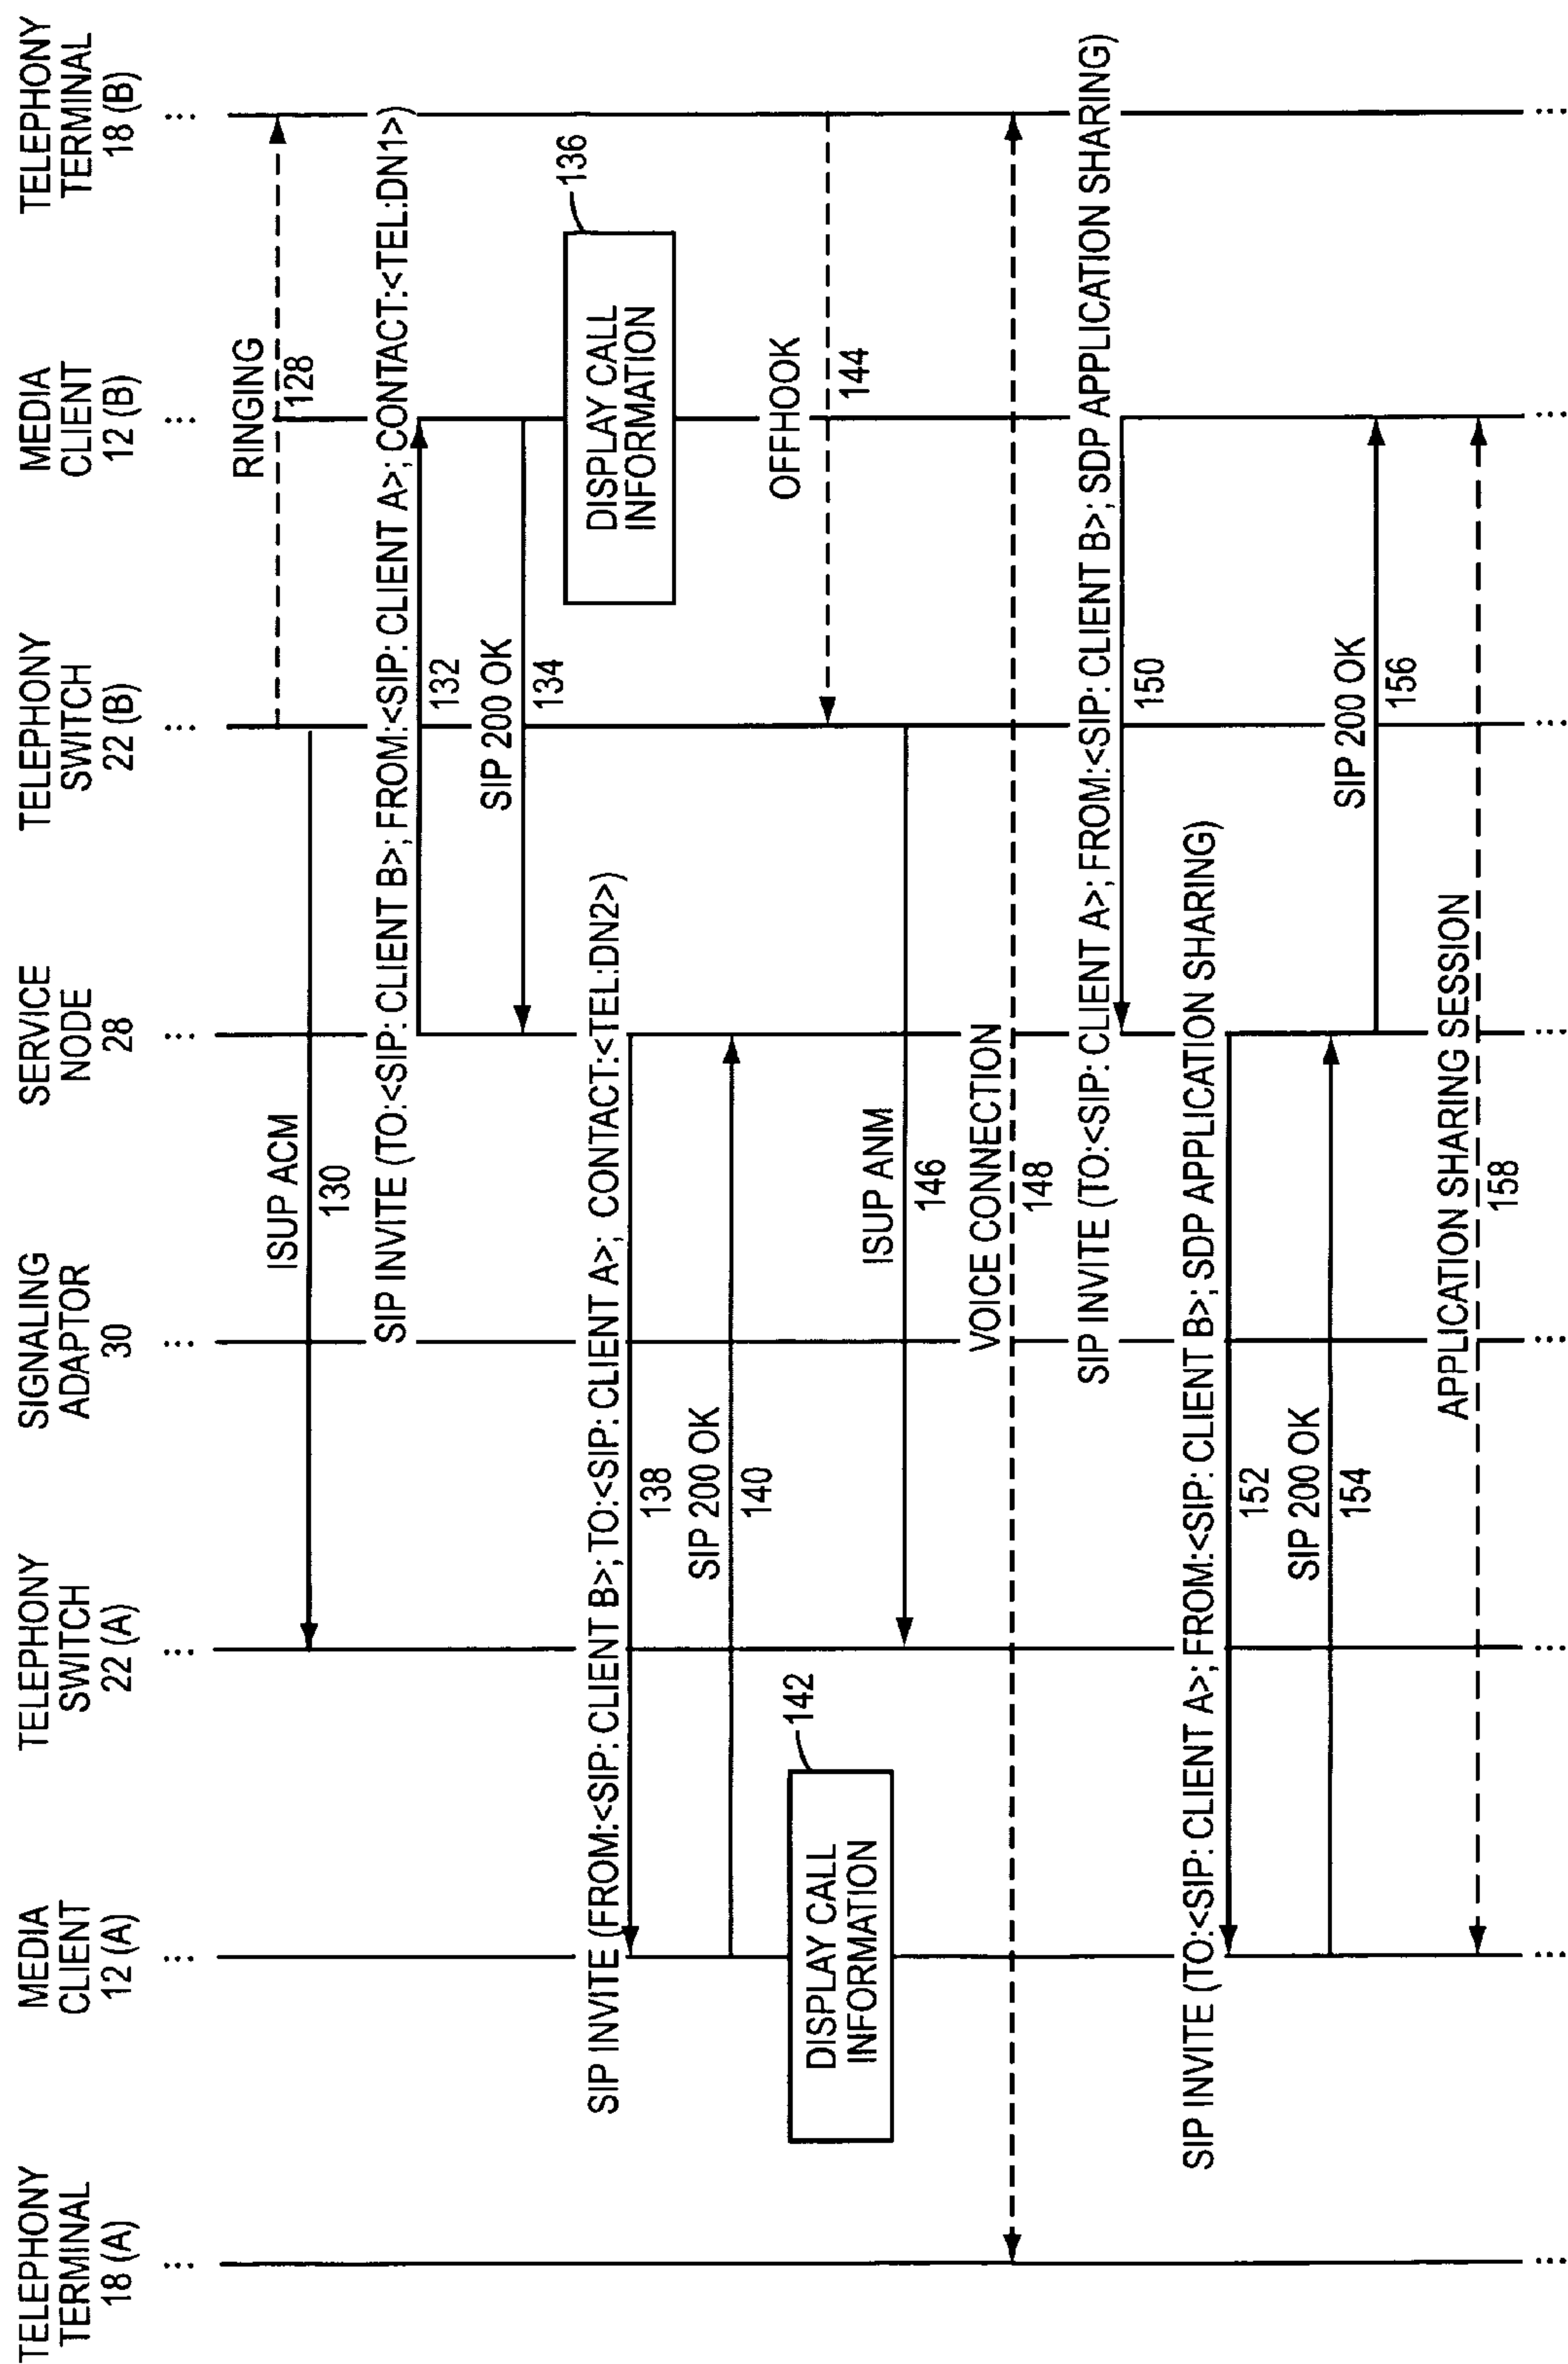 TELEPHONY
TERMINAL
18 (A)
MEDIA
CLIENT
12 (A)
TELEPHONY
SWITCH
22 (A)
SIGNALING
ADAPTOR
30
SERVICE
NODE
28
TELEPHONY
SWITCH
22 (B)
MEDIA
CLIENT
12 (B)
TELEPHONY
TERMINAL
18 (B)
...
...
...
...
...
...
...
...
RINGING
128
ISUP ACM
130
SIP INVITE (TO:<SIP: CLIENT B>; FROM:<SIP: CLIENT A>; CONTACT:<TEL:DN1>)
132
SIP 200 OK
134
DISPLAY CALL
INFORMATION
136
SIP INVITE (FROM:<SIP: CLIENT B>; TO:<SIP: CLIENT A>; CONTACT:<TEL:DN2>)
138
SIP 200 OK
140
DISPLAY CALL
INFORMATION
142
OFFHOOK
144
ISUP ANM
146
VOICE CONNECTION
148
SIP INVITE (TO:<SIP: CLIENT A>; FROM:<SIP: CLIENT B>; SDP APPLICATION SHARING)
150
SIP INVITE (TO:<SIP: CLIENT A>; FROM:<SIP: CLIENT B>; SDP APPLICATION SHARING)
152
SIP 200 OK
154
SIP 200 OK
156
APPLICATION SHARING SESSION
158
...
...
...
...
...
...
...
...